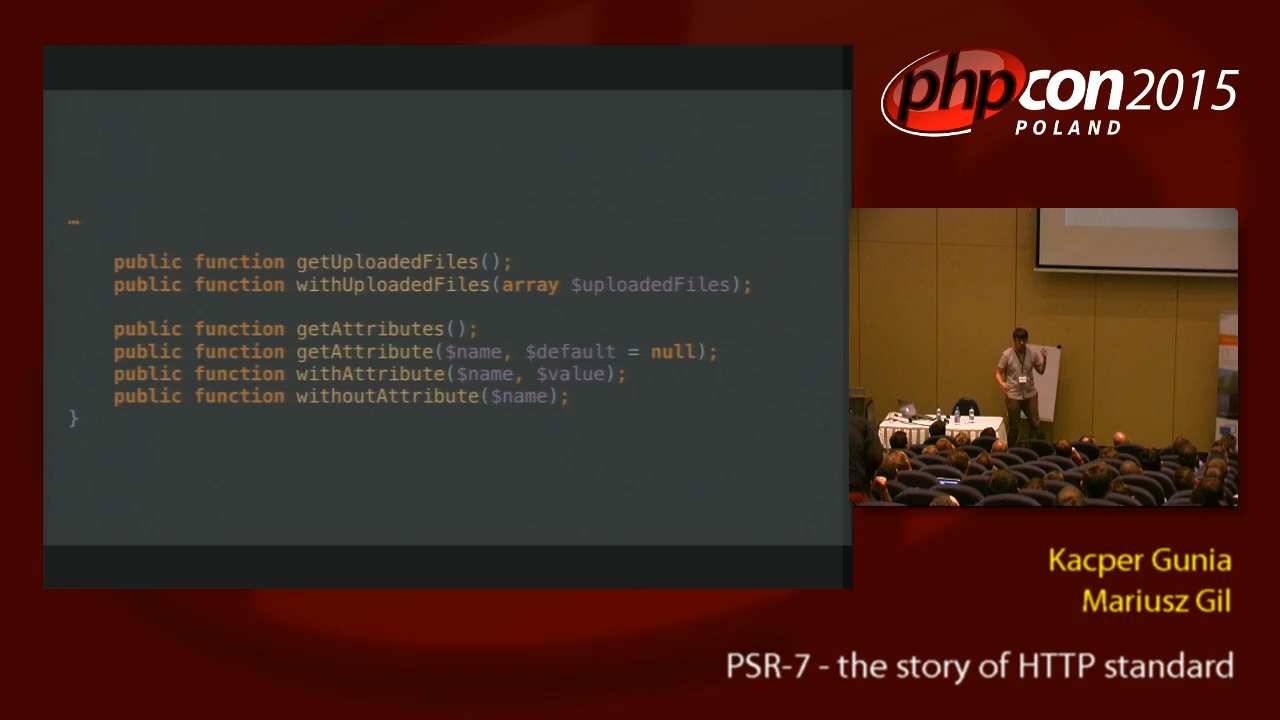 …
public function getUploadedFiles();
public function withUploadedFiles(array $uploadedFiles);
public function getAttributes();
public function getAttribute($name, $default = null);
public function withAttribute($name, $value);
public function withoutAttribute($name);
}
phpcon2015
POLAND
Kacper Gunia
Mariusz Gil
PSR-7 - the story of HTTP standard